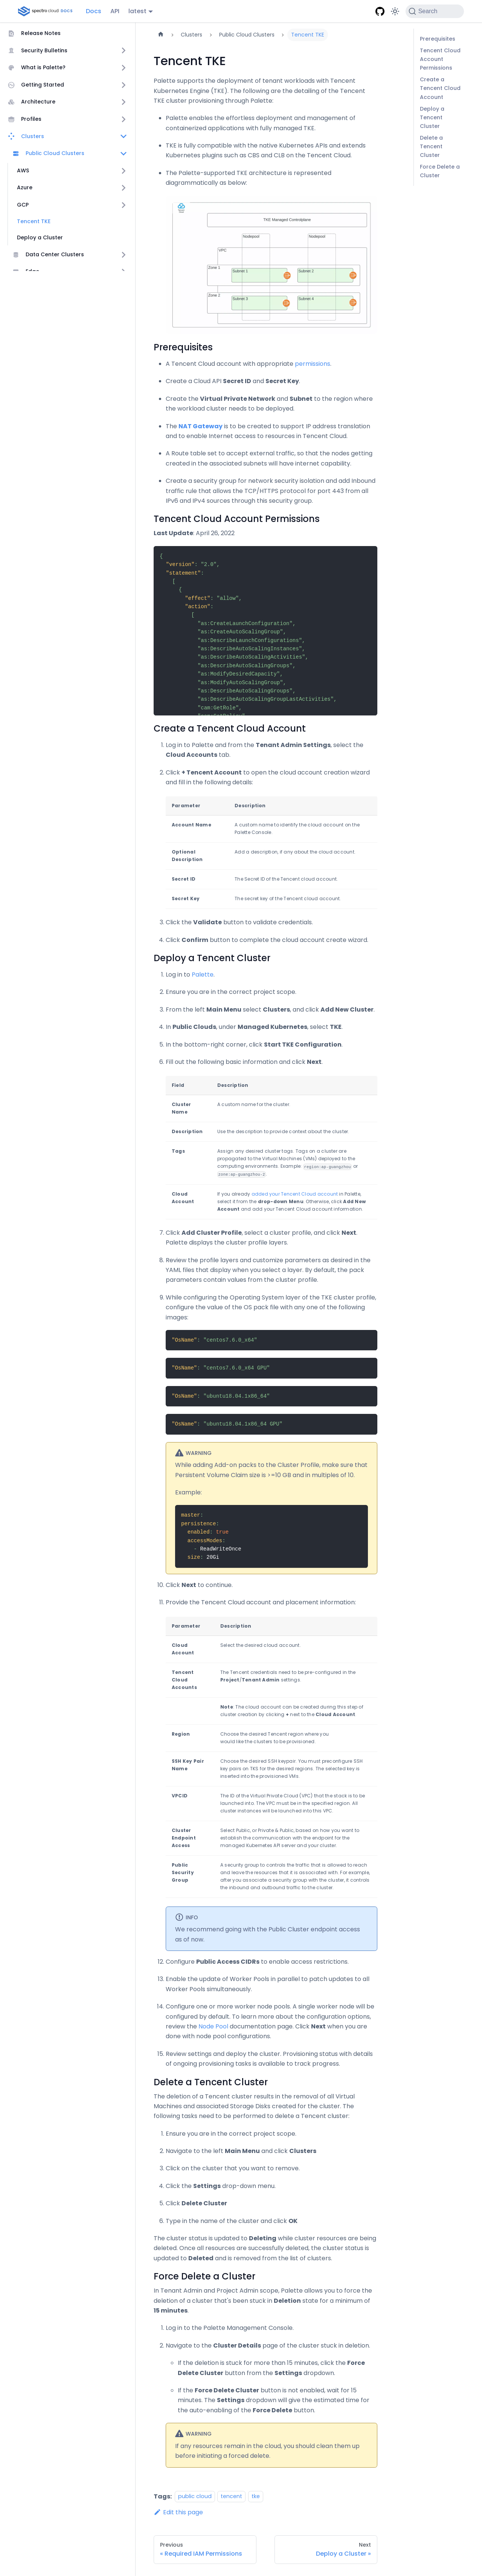 spectro cloud DOCS
Docs
API
latest
Search
Release Notes
Security Bulletins
What is Palette?
Getting Started
Architecture
Profiles
Clusters
Public Cloud Clusters
AWS
Azure
GCP
Tencent TKE
Deploy a Cluster
Data Center Clusters
Clusters
Public Cloud Clusters
Tencent TKE
Prerequisites
Tencent Cloud
Account
Permissions
Create a
Tencent Cloud
Account
Deploy a
Tencent
Cluster
Delete a
Tencent
Cluster
Force Delete a
Cluster
Tencent TKE
Palette supports the deployment of tenant workloads with Tencent
Kubernetes Engine (TKE). The following are the detailing of the Tencent
TKE cluster provisioning through Palette:
Palette enables the effortless deployment and management of
containerized applications with fully managed TKE.
TKE is fully compatible with the native Kubernetes APIs and extends
Kubernetes plugins such as CBS and CLB on the Tencent Cloud.
The Palette-supported TKE architecture is represented
diagrammatically as below:
TKE Managed Controlplane
Nodepool
Nodepool
VPC
Zone 1
Subnet 1
Subnet 2
Zone 2
Subnet 3
Subnet 4
Prerequisites
A Tencent Cloud account with appropriate permissions.
Create a Cloud API Secret ID and Secret Key.
Create the Virtual Private Network and Subnet to the region where
the workload cluster needs to be deployed.
The NAT Gateway is to be created to support IP address translation
and to enable Internet access to resources in Tencent Cloud.
A Route table set to accept external traffic, so that the nodes getting
created in the associated subnets will have internet capability.
Create a security group for network security isolation and add Inbound
traffic rule that allows the TCP/HTTPS protocol for port 443 from all
IPv6 and IPv4 sources through this security group.
Tencent Cloud Account Permissions
Last Update: April 26, 2022
{
"version": "2.0",
"statement":
[
{
"effect": "allow",
"action":
[
"as:CreateLaunchConfiguration",
"as:CreateAutoScalingGroup",
"as:DescribeLaunchConfigurations",
"as:DescribeAutoScalingInstances",
"as:DescribeAutoScalingActivities",
"as:DescribeAutoScalingGroups",
"as:ModifyDesiredCapacity",
"as:ModifyAutoScalingGroup",
"as:DescribeAutoScalingGroups",
"as:DescribeAutoScalingGroupLastActivities",
"cam:GetRole",
Create a Tencent Cloud Account
1. Log in to Palette and from the Tenant Admin Settings, select the
Cloud Accounts tab.
2. Click + Tencent Account to open the cloud account creation wizard
and fill in the following details:
Parameter Description
Account Name A custom name to identify the cloud account on the
Palette Console.
Optional A description, if any about the cloud account.
Description
Secret ID The Secret ID of the Tencent cloud account.
Secret Key The secret key of the Tencent cloud account.
3. Click the Validate button to validate credentials.
4. Click Confirm button to complete the cloud account create wizard.
Deploy a Tencent Cluster
1. Log in to Palette.
2. Ensure you are in the correct project scope.
3. From the left Main Menu select Clusters, and click Add New Cluster.
4. In Public Clouds, under Managed Kubernetes, select TKE.
5. In the bottom-right corner, click Start TKE Configuration.
6. Fill out the following basic information and click Next.
Field Description
Cluster A custom name for the cluster.
Name
Description Use the description to provide context about the cluster.
Tags Assign any desired cluster tags. Tags on a cluster are
propagated to the Virtual Machines (VMs) deployed to the
computing environments. Example: region:ap-guangzhou or
zone:ap-guangzhou-2.
Cloud If you already added your Tencent Cloud account in Palette,
Account select it from the drop-down Menu. Otherwise, click Add New
Account and add your Tencent Cloud account information.
7. Click Add Cluster Profile, select a cluster profile, and click Next.
Palette displays the cluster profile layers.
8. Review the profile layers and customize parameters as desired in the
YAML files that display when you select a layer. By default, the pack
parameters contain values from the cluster profile.
9. While configuring the Operating System layer of the TKE cluster profile,
configure the value of the OS pack file with any one of the following
images:
"OsName": "centos7.6.0_x64"
"OsName": "centos7.6.0_x64 GPU"
"OsName": "ubuntu18.04.1x86_64"
"OsName": "ubuntu18.04.1x86_64 GPU"
WARNING
While adding Add-on packs to the Cluster Profile, make sure that
Persistent Volume Claim size is >=10 GB and in multiples of 10.
Example:
master:
persistence:
enabled: true
accessModes:
- ReadWriteOnce
size: 20Gi
10. Click Next to continue.
11. Provide the Tencent Cloud account and placement information:
Parameter Description
Cloud Select the desired cloud account.
Account
Tencent The Tencent credentials need to be pre-configured in the
Cloud Project/Tenant Admin settings.
Accounts
Note: The cloud account can be created during this step of
cluster creation by clicking + next to the Cloud Account.
Region Choose the desired Tencent region where you
would like the clusters to be provisioned.
SSH Key Pair Choose the desired SSH keypair. You must preconfigure SSH
Name key pairs on TKS for the desired regions. The selected key is
inserted into the provisioned VMs.
VPCID The ID of the Virtual Private Cloud (VPC) that the stack is to be
launched into. The VPC must be in the specified region. All
cluster instances will be launched into this VPC.
Cluster Select Public, or Private & Public, based on how you want to
Endpoint establish the communication with the endpoint for the
Access managed Kubernetes API server and your cluster.
Public A security group to controls the traffic that is allowed to reach
Security and leave the resources that it is associated with. For example,
Group after you associate a security group with the cluster, it controls
the inbound and outbound traffic to the cluster.
INFO
We recommend going with the Public Cluster endpoint access
as of now.
12. Configure Public Access CIDRs to enable access restrictions.
13. Enable the update of Worker Pools in parallel to patch updates to all
Worker Pools simultaneously.
14. Configure one or more worker node pools. A single worker node will be
configured by default. To learn more about the configuration options,
review the Node Pool documentation page. Click Next when you are
done with node pool configurations.
15. Review settings and deploy the cluster. Provisioning status with details
of ongoing provisioning tasks is available to track progress.
Delete a Tencent Cluster
The deletion of a Tencent cluster results in the removal of all Virtual
Machines and associated Storage Disks created for the cluster. The
following tasks need to be performed to delete a Tencent cluster:
1. Ensure you are in the correct project scope.
2. Navigate to the left Main Menu and click Clusters
3. Click on the cluster that you want to remove.
4. Click the Settings drop-down menu.
5. Click Delete Cluster
6. Type in the name of the cluster and click OK
The cluster status is updated to Deleting while cluster resources are being
deleted. Once all resources are successfully deleted, the cluster status is
updated to Deleted and is removed from the list of clusters.
Force Delete a Cluster
In Tenant Admin and Project Admin scope, Palette allows you to force the
deletion of a cluster that's been stuck in Deletion state for a minimum of
15 minutes.
1. Log in to the Palette Management Console.
2. Navigate to the Cluster Details page of the cluster stuck in deletion.
If the deletion is stuck for more than 15 minutes, click the Force
Delete Cluster button from the Settings dropdown.
If the Force Delete Cluster button is not enabled, wait for 15
minutes. The Settings dropdown will give the estimated time for
the auto-enabling of the Force Delete button.
WARNING
If any resources remain in the cloud, you should clean them up
before initiating a forced delete.
Tags: public cloud tencent tke
Edit this page
Previous
« Required IAM Permissions
Next
Deploy a Cluster »